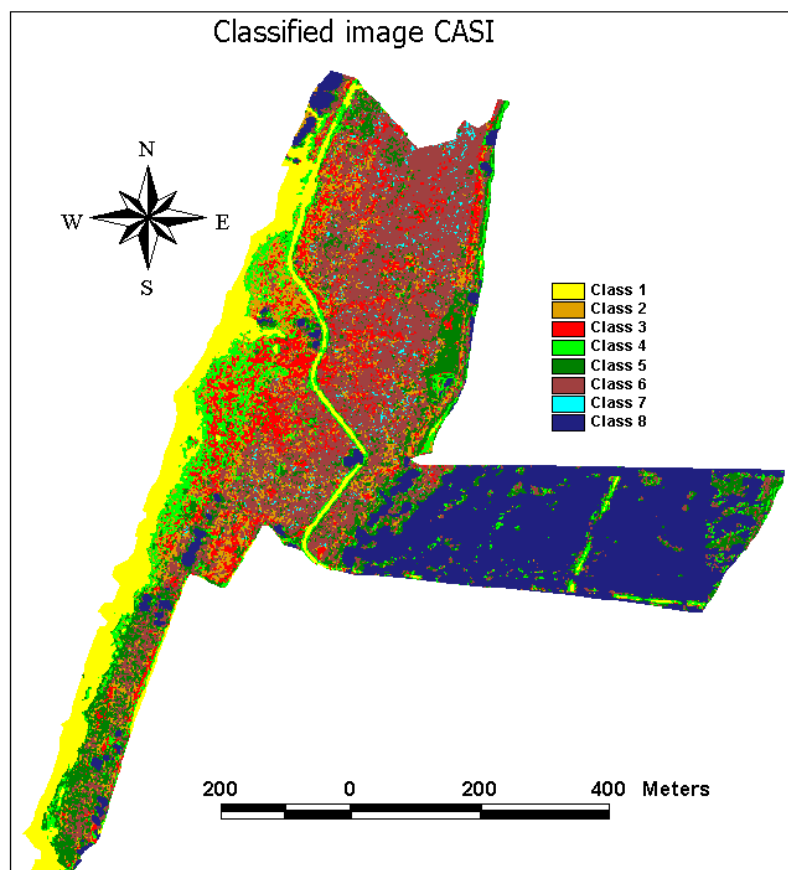 Classified image CASI
N
W E
S
Class 1
Class 2
Class 3
Class 4
Class 5
Class 6
Class 7
Class 8
200 0 200 400 Meters